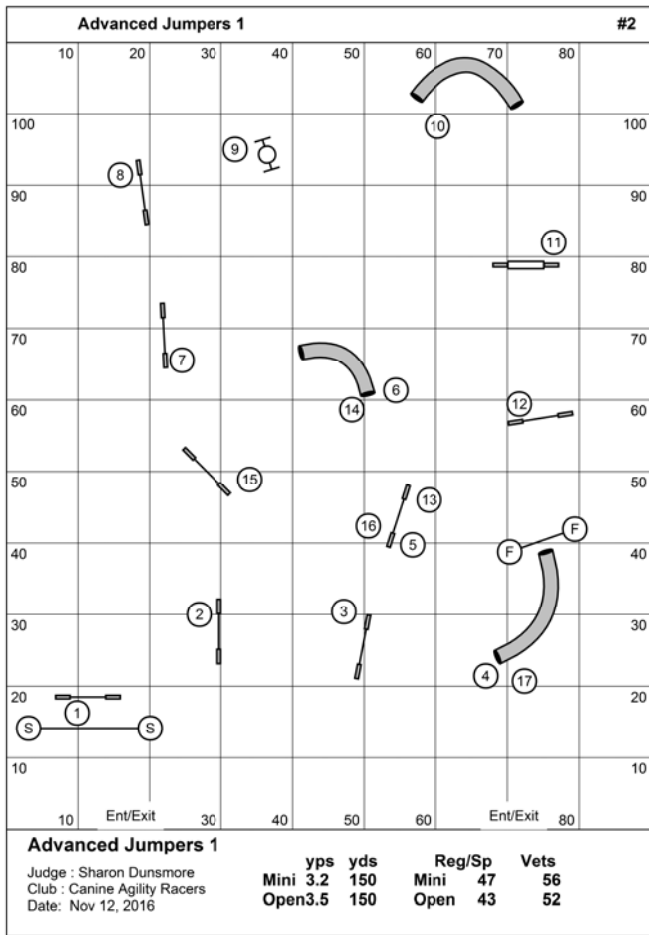 Advanced Jumpers 1 #2
10 20 30 40 50 60 70 80
10
100 100
9
8
90 90
11
80 80
70 70
7
6
14
60 12 60
15
50 13 50
16
5
F
40 F 40
2 3
30 30
4 17
20 20
1
S S
10 10
10 Ent/Exit 30 40 50 60 Ent/Exit 80
Advanced Jumpers 1
Judge : Sharon Dunsmore
Club : Canine Agility Racers
Date: Nov 12, 2016
yps yds Reg/Sp Vets
Mini 3.2 150 Mini 47 56
Open3.5 150 Open 43 52